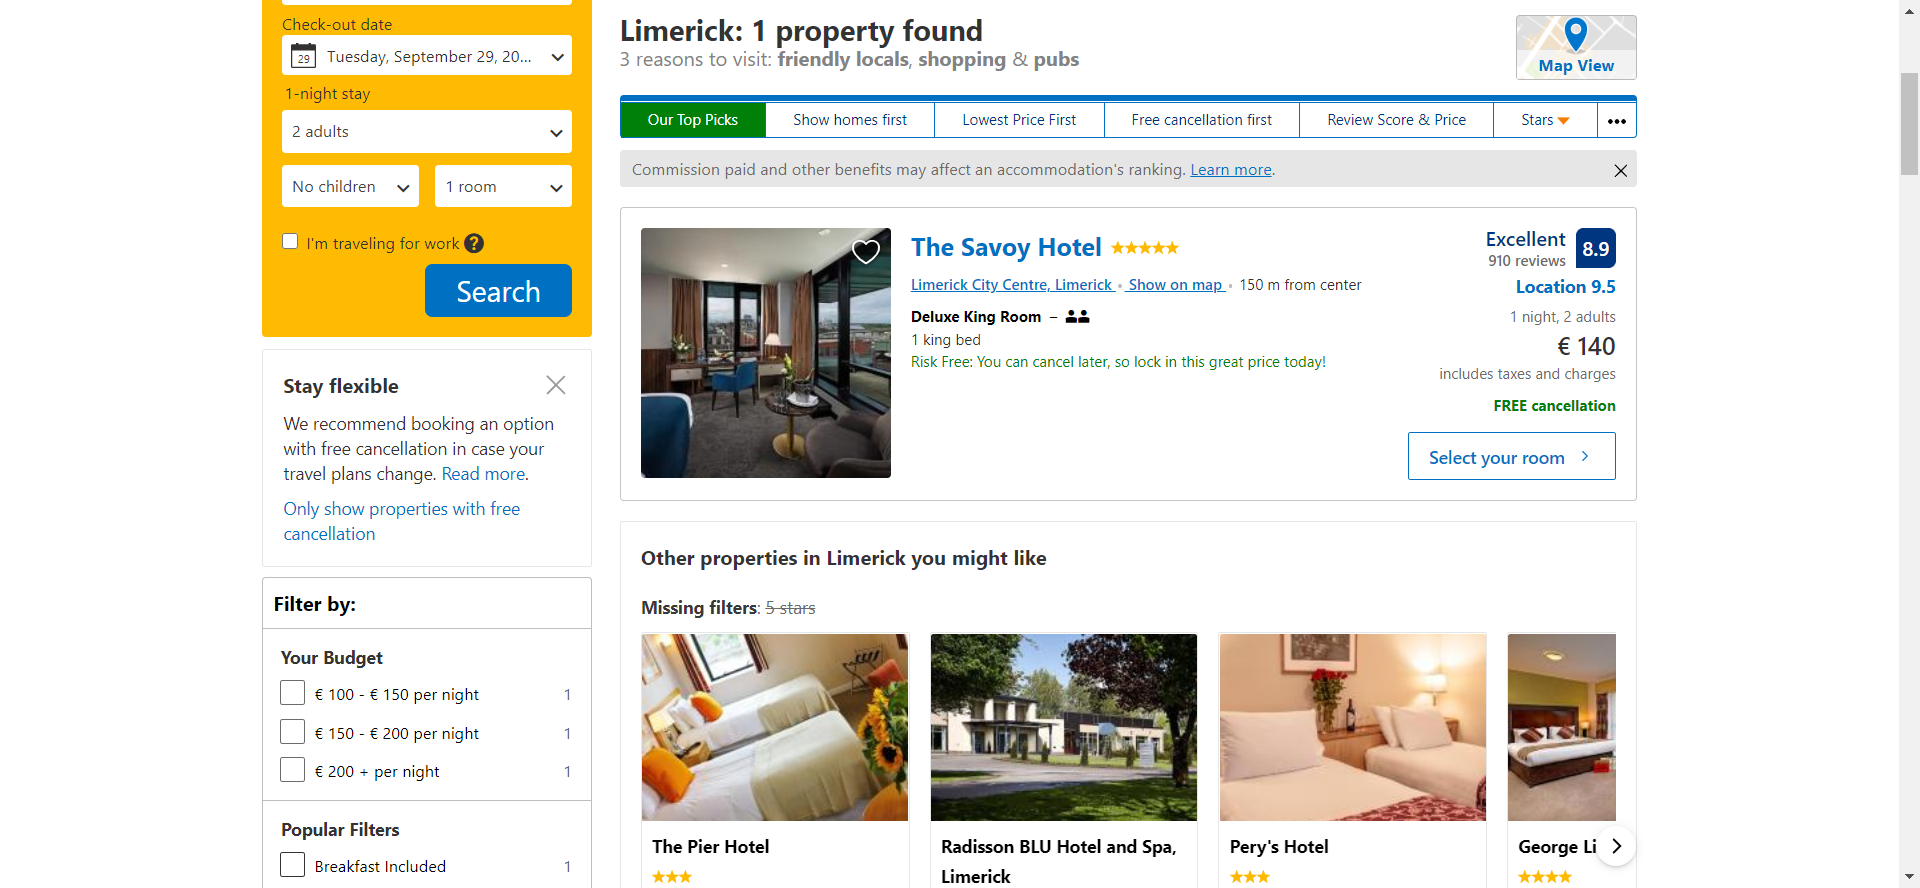 Check-out date
29
Tuesday, September 29, 20...
1-night stay
2 adults
No children
1 room
I'm traveling for work ?
Search
Stay flexible
We recommend booking an option
with free cancellation in case your
travel plans change. Read more.
Only show properties with free
cancellation
Filter by:
Your Budget
€ 100 - € 150 per night 1
€ 150 - € 200 per night 1
€ 200 + per night 1
Popular Filters
Breakfast Included 1
Limerick: 1 property found
3 reasons to visit: friendly locals, shopping & pubs
Map View
Our Top Picks
Show homes first
Lowest Price First
Free cancellation first
Review Score & Price
Stars
Commission paid and other benefits may affect an accommodation's ranking. Learn more.
The Savoy Hotel
Limerick City Centre, Limerick • Show on map • 150 m from center
Deluxe King Room –
1 king bed
Risk Free: You can cancel later, so lock in this great price today!
Excellent
8.9
910 reviews
Location 9.5
1 night, 2 adults
€ 140
includes taxes and charges
FREE cancellation
Select your room
Other properties in Limerick you might like
Missing filters: 5 stars
The Pier Hotel
Radisson BLU Hotel and Spa,
Limerick
Pery's Hotel
George Li